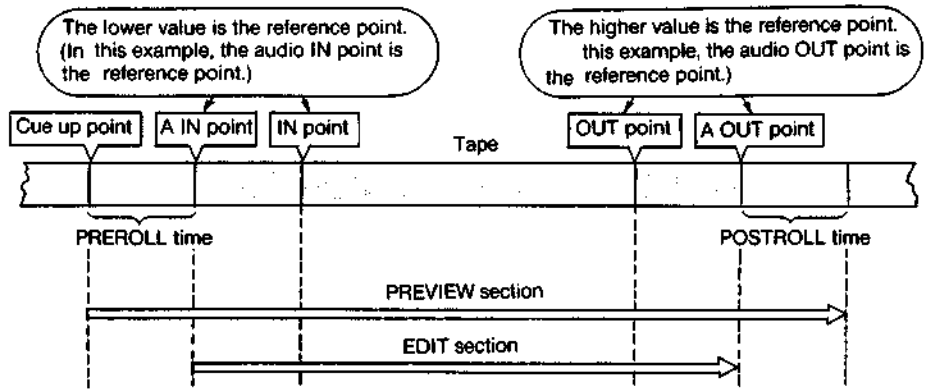 The lower value is the reference point.
(In this example, the audio IN point is
the reference point.)
The higher value is the reference point.
this example, the audio OUT point is
the reference point.)
Cue up point
A IN point
IN point
Tape
OUT point
A OUT point
PREROLL time
POSTROLL time
PREVIEW section
EDIT section